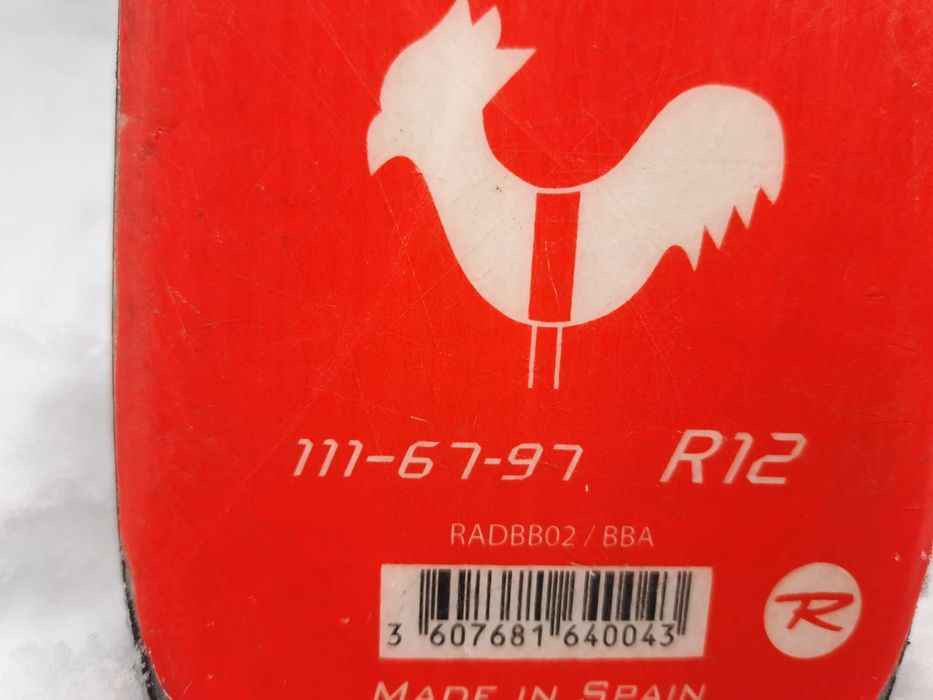 111-67-97 R12
RADBB02 / BBA
3 607681 640043
R
MADE IN SPAIN